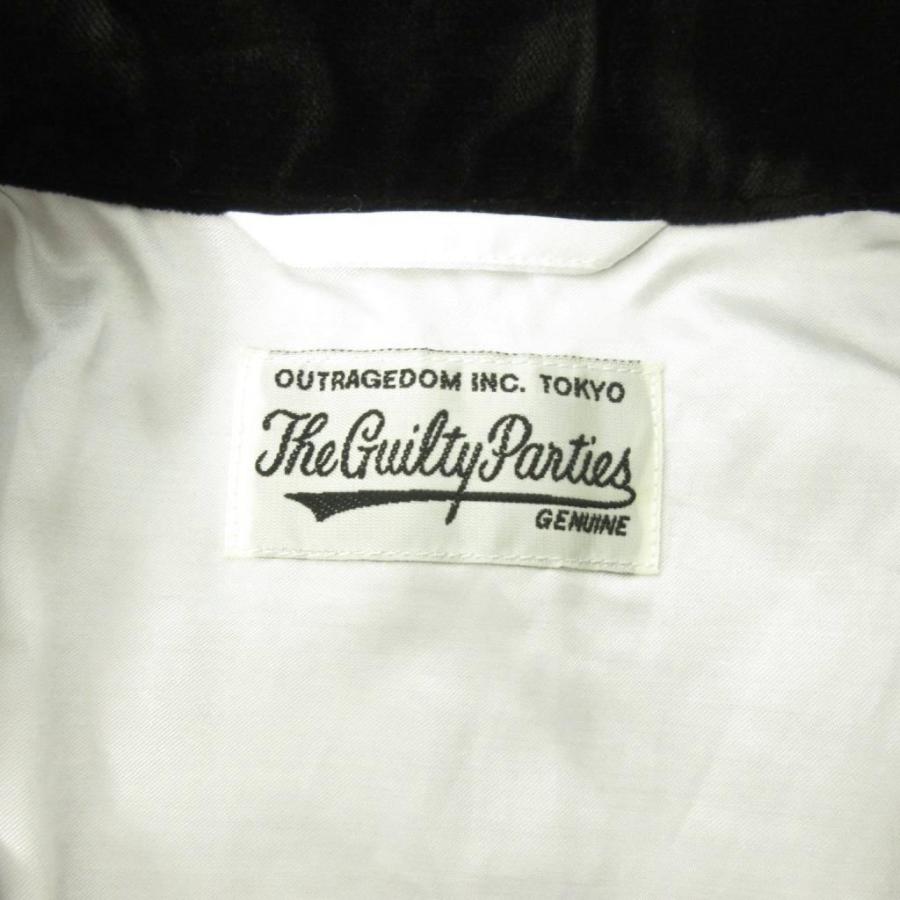 OUTRAGEDOM INC. TOKYO
The Guilty Parties
GENUINE